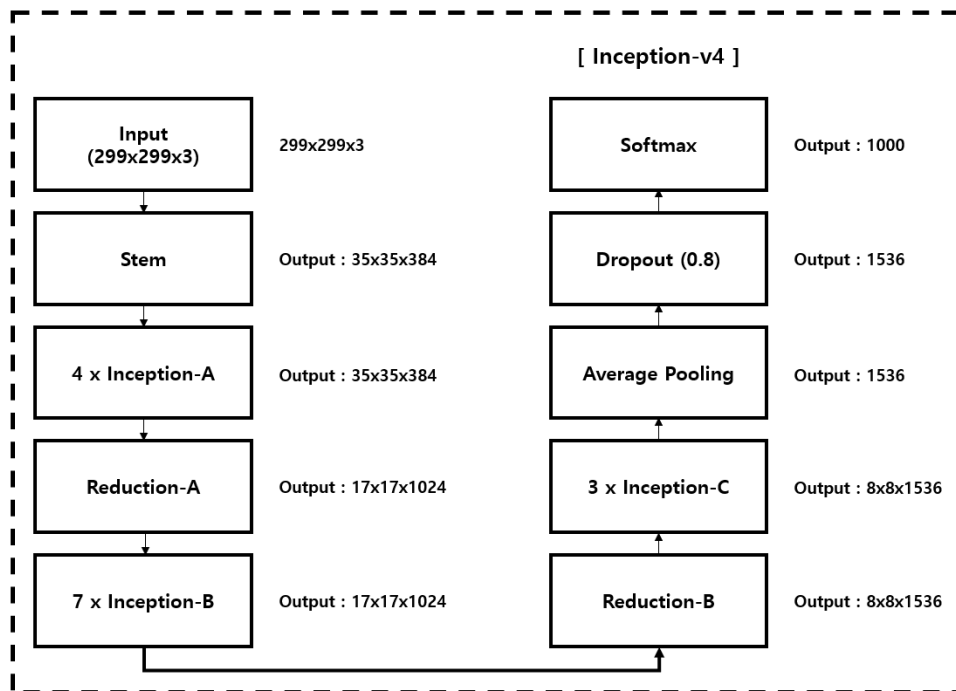 [ Inception-v4 ]
Input
(299x299x3)
299x299x3
Stem
Output : 35x35x384
4 x Inception-A
Output : 35x35x384
Reduction-A
Output : 17x17x1024
7 x Inception-B
Output : 17x17x1024
Softmax
Output : 1000
Dropout (0.8)
Output : 1536
Average Pooling
Output : 1536
3 x Inception-C
Output : 8x8x1536
Reduction-B
Output : 8x8x1536